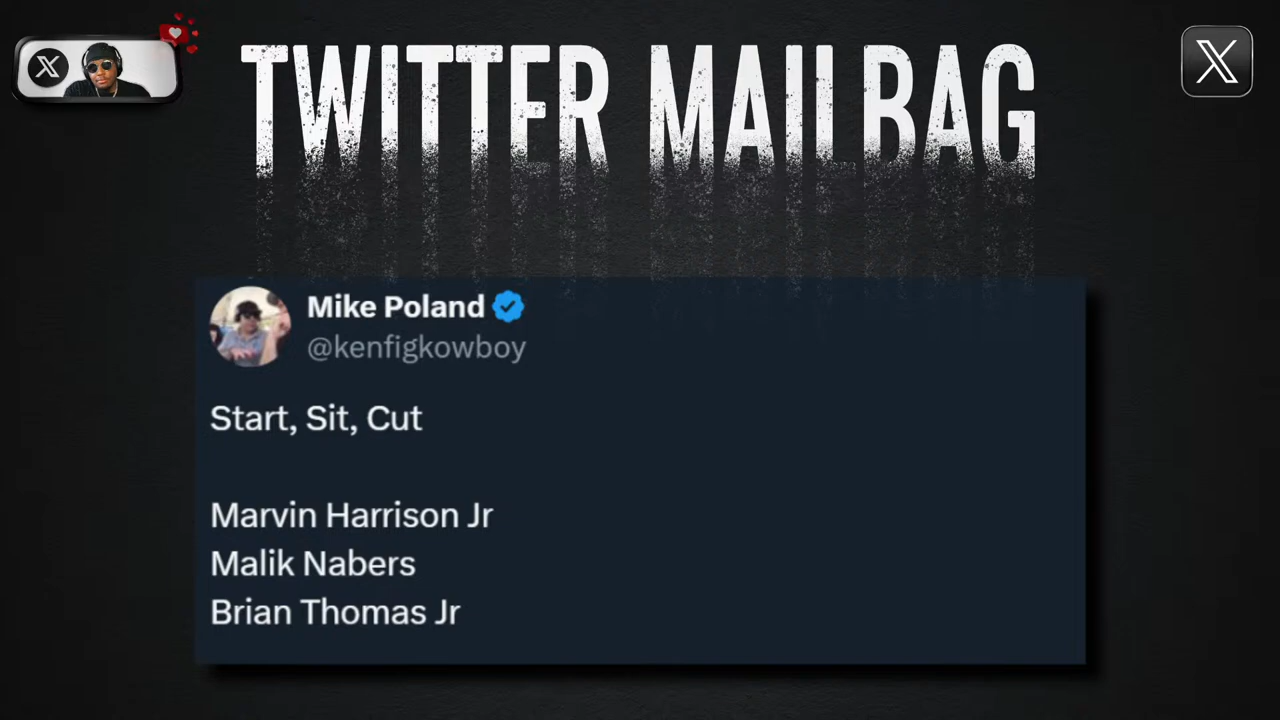 TWITTER MAILBAG
Mike Poland
@kenfigkowboy
Start, Sit, Cut
Marvin Harrison Jr
Malik Nabers
Brian Thomas Jr